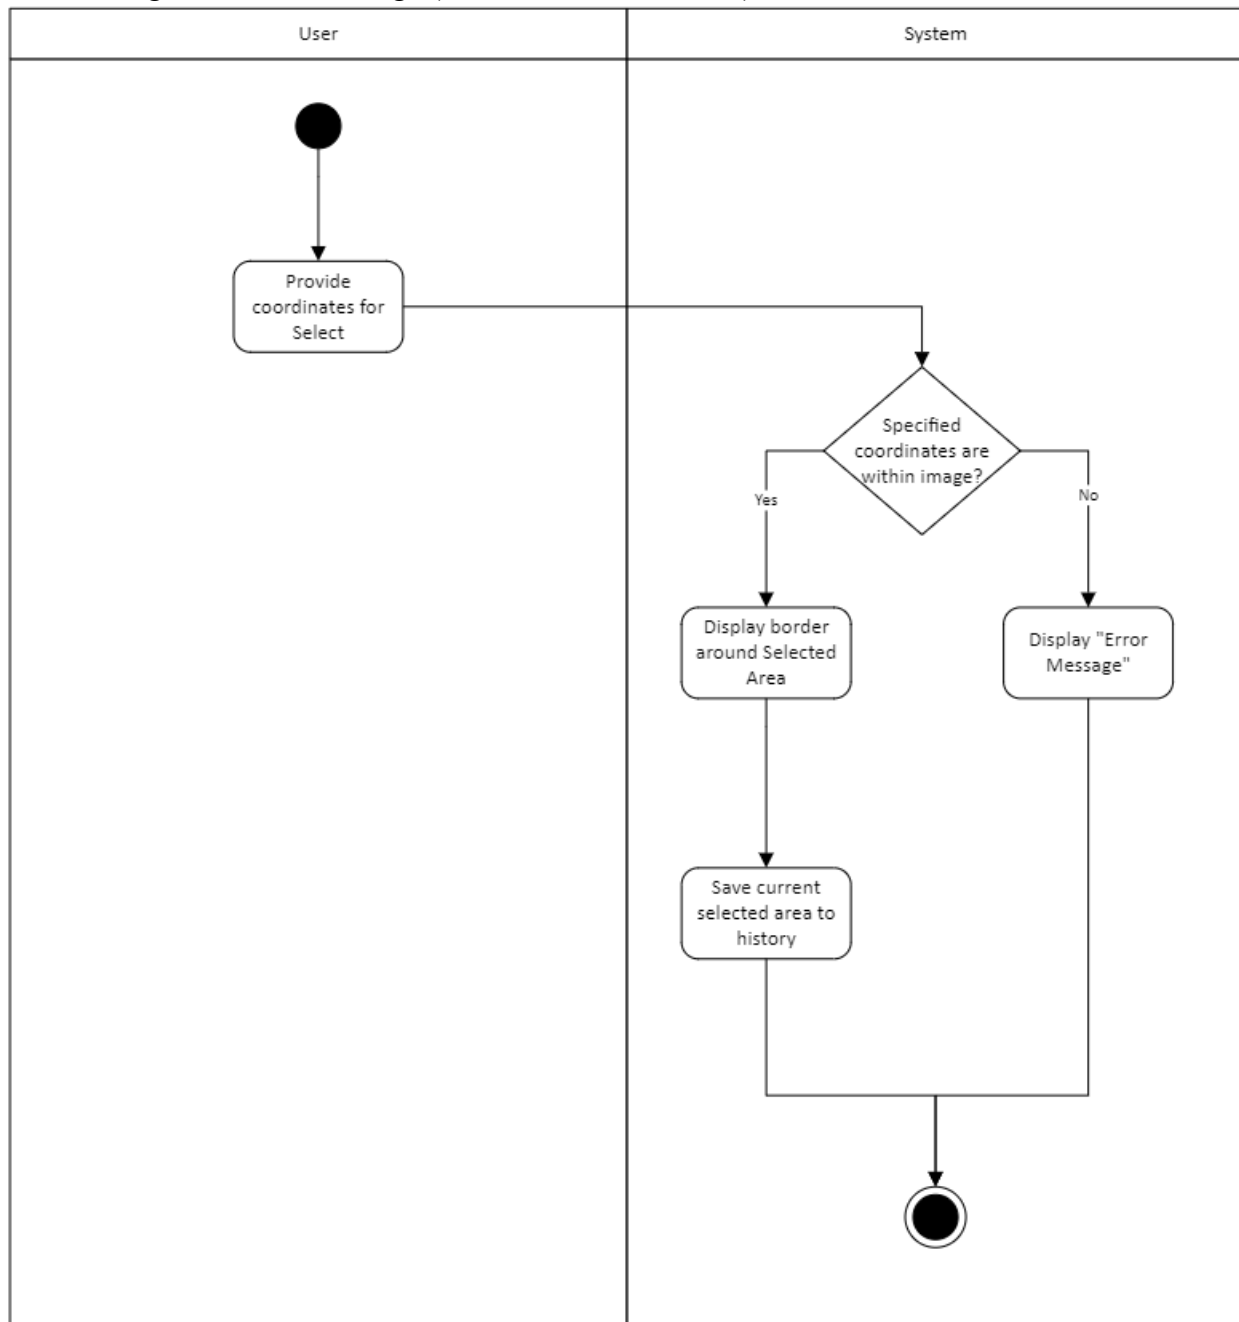 User
System
Provide
coordinates for
Select
Specified
coordinates are
within image?
Yes
No
Display border
around Selected
Area
Display "Error
Message"
Save current
selected area to
history